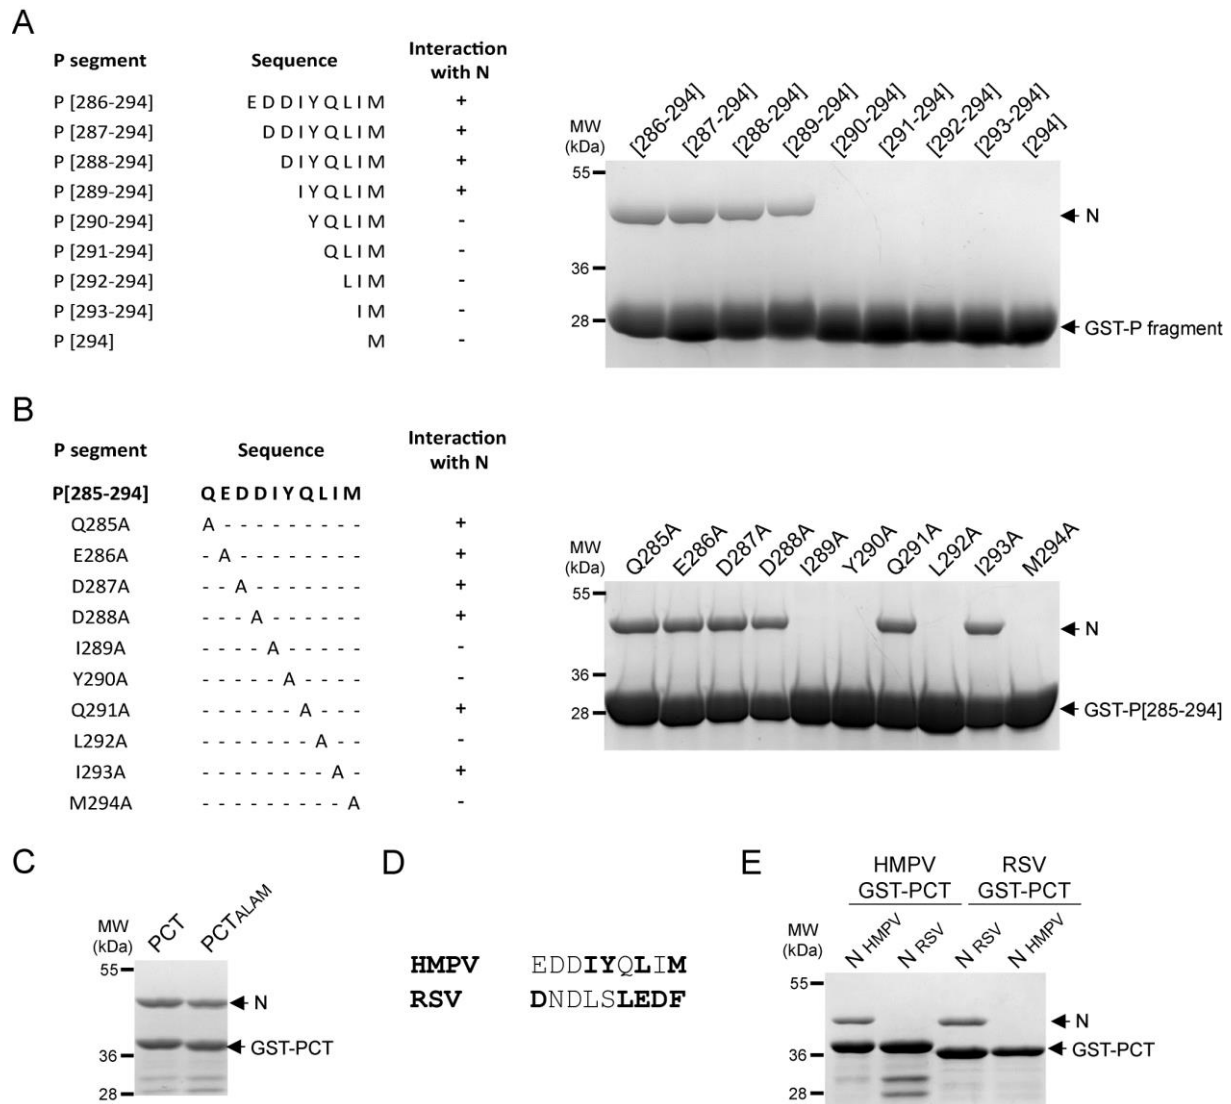 A
P segment Sequence Interaction with N
P [286-294] E D D I Y Q L I M +
P [287-294] D D I Y Q L I M +
P [288-294] D I Y Q L I M +
P [289-294] I Y Q L I M +
P [290-294] Y Q L I M -
P [291-294] Q L I M -
P [292-294] L I M -
P [293-294] I M -
P [294] M -
[286-294] [287-294] [288-294] [289-294] [290-294] [291-294] [292-294] [293-294] [294]
MW
(kDa)
55
N
36
28
GST-P fragment
B
P segment Sequence Interaction with N
P[285-294] Q E D D I Y Q L I M
Q285A A - - - - - - - - - +
E286A - A - - - - - - - - +
D287A - - A - - - - - - - +
D288A - - - A - - - - - - +
I289A - - - - A - - - - - -
Y290A - - - - - A - - - - -
Q291A - - - - - - A - - - +
L292A - - - - - - - A - - -
I293A - - - - - - - - A - +
M294A - - - - - - - - - A -
Q285A E286A D287A D288A I289A Y290A Q291A L292A I293A M294A
MW
(kDa)
55
N
36
28
GST-P[285-294]
C
PCT PCTALAM
MW
(kDa)
55
N
GST-PCT
36
28
D
HMPV EDDIYQLIM
RSV DNDLSLEDF
E
HMPV RSV
GST-PCT GST-PCT
N HMPV N RSV N RSV N HMPV
MW
(kDa)
55
N
GST-PCT
36
28